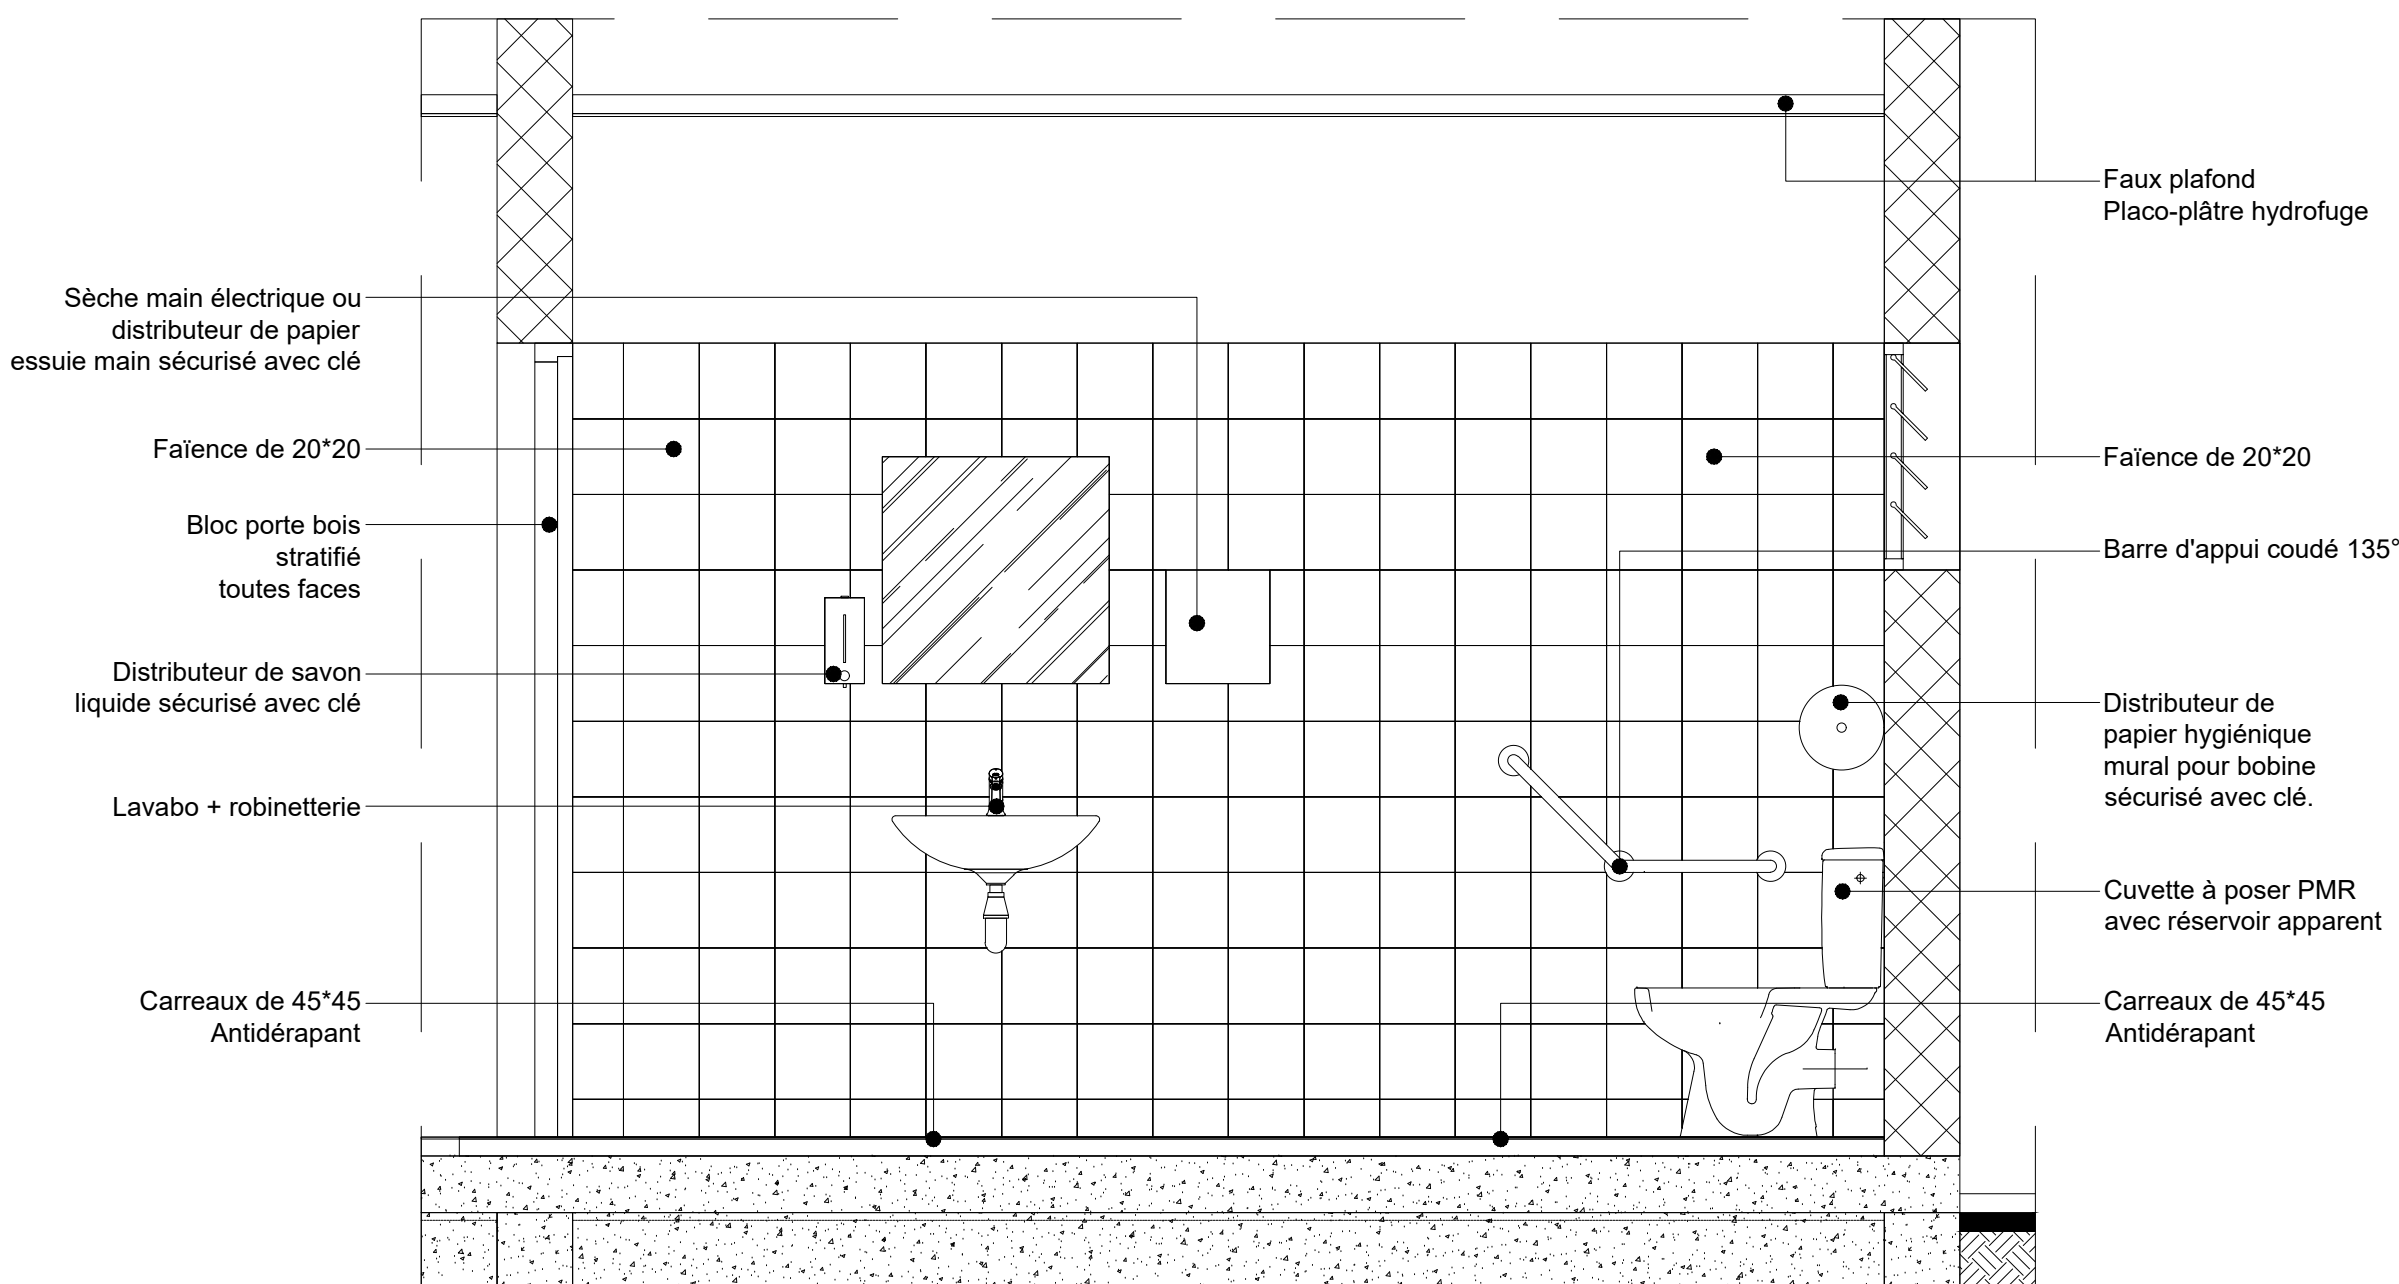 Sèche main électrique ou
distributeur de papier
essuie main sécurisé avec clé
Faïence de 20*20
Bloc porte bois
stratifié
toutes faces
Distributeur de savon
liquide sécurisé avec clé
Lavabo + robinetterie
Carreaux de 45*45
Antidérapant
Faux plafond
Placo-plâtre hydrofuge
Faïence de 20*20
Barre d'appui coudé 135°
Distributeur de
papier hygiénique
mural pour bobine
sécurisé avec clé.
Cuvette à poser PMR
avec réservoir apparent
Carreaux de 45*45
Antidérapant